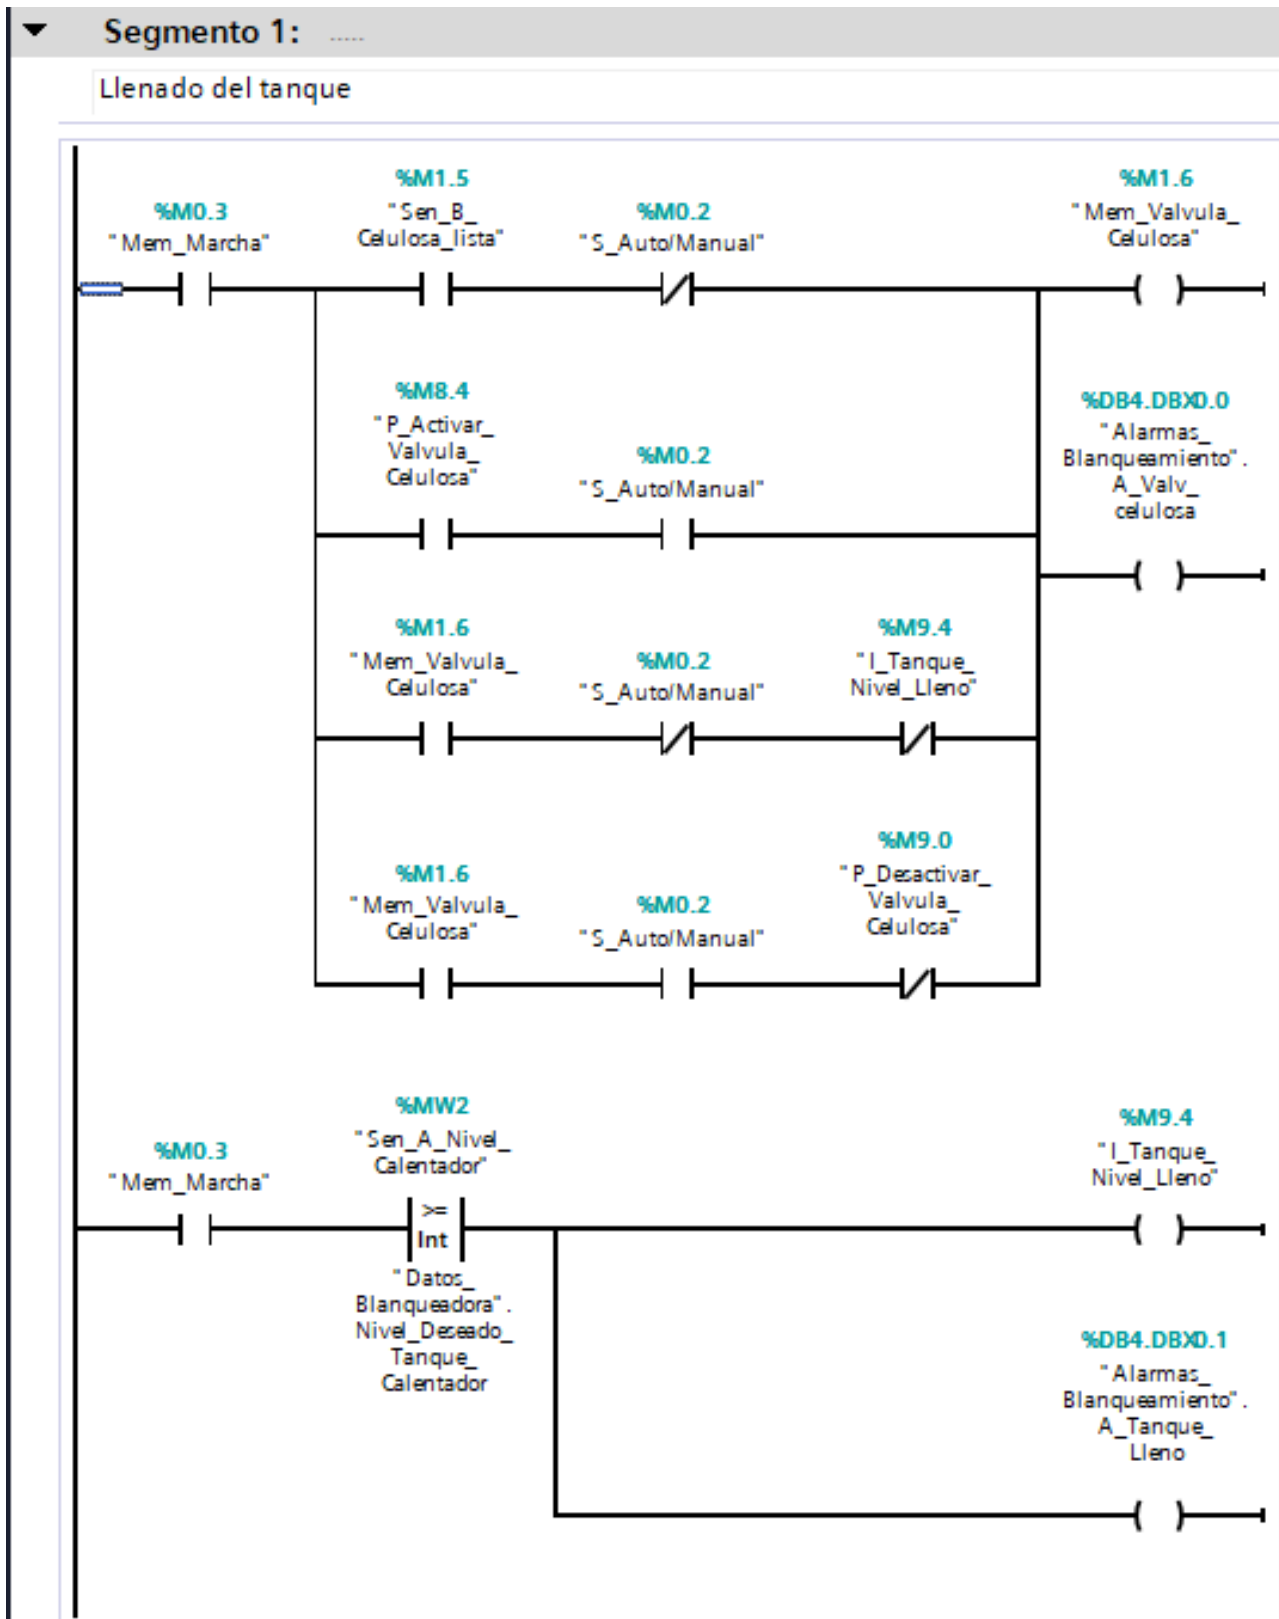 Segmento 1: .....
Llenado del tanque
%M0.3
"Mem_Marcha"
%M1.5
"Sen_B_
Celulosa_lista"
%M0.2
"S_Auto/Manual"
%M1.6
"Mem_Valvula_
Celulosa"
%M8.4
"P_Activar_
Valvula_
Celulosa"
%M0.2
"S_Auto/Manual"
%DB4.DBX0.0
"Alarmas_
Blanqueamiento".
A_Valv_
celulosa
%M1.6
"Mem_Valvula_
Celulosa"
%M0.2
"S_Auto/Manual"
%M9.4
"I_Tanque_
Nivel_Lleno"
%M1.6
"Mem_Valvula_
Celulosa"
%M0.2
"S_Auto/Manual"
%M9.0
"P_Desactivar_
Valvula_
Celulosa"
%M0.3
"Mem_Marcha"
%MW2
"Sen_A_Nivel_
Calentador"
>=
Int
"Datos_
Blanqueadora".
Nivel_Deseado_
Tanque_
Calentador
%M9.4
"I_Tanque_
Nivel_Lleno"
%DB4.DBX0.1
"Alarmas_
Blanqueamiento".
A_Tanque_
Lleno